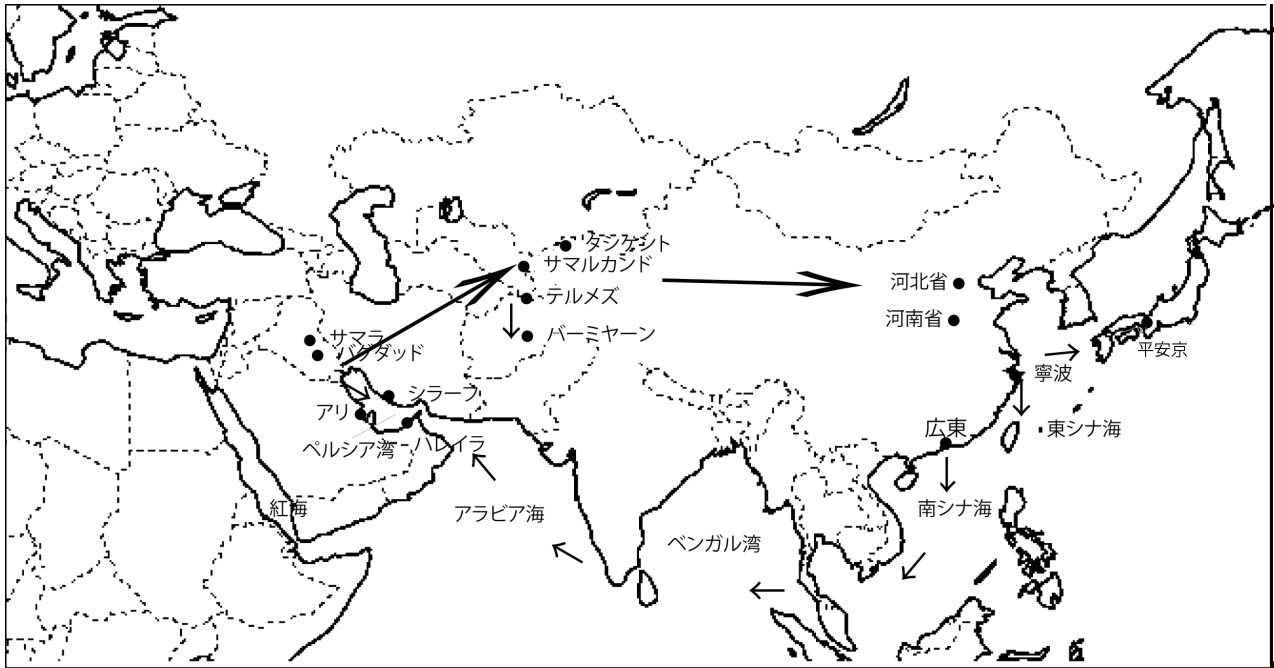 タシケント
サマルカンド
テルメズ
バーミヤーン
サマラ
バグダッド
シラーフ
アリ
ペルシア湾
ハレイラ
紅海
アラビア海
ベンガル湾
河北省
河南省
平安京
寧波
広東
東シナ海
南シナ海